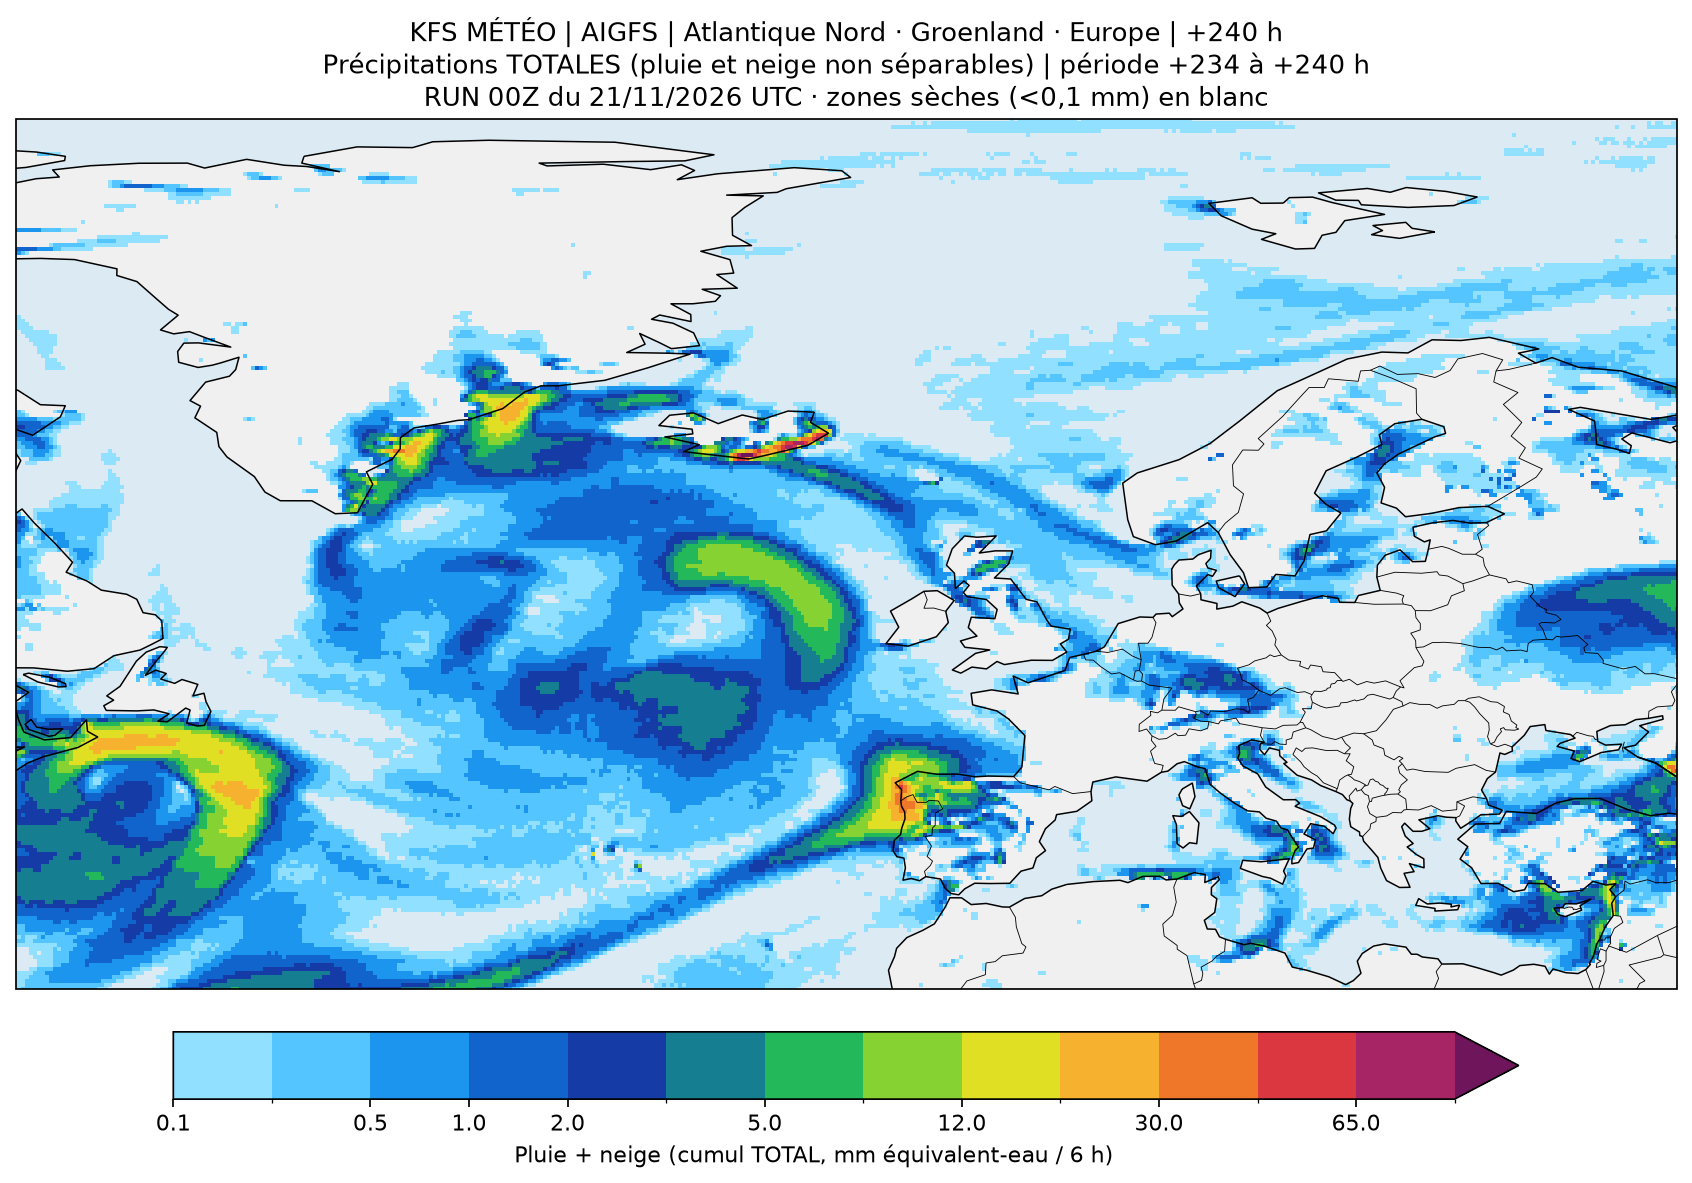 KFS MÉTÉO | AIGFS | Atlantique Nord · Groenland · Europe | +240 h
Précipitations TOTALES (pluie et neige non séparables) | période +234 à +240 h
RUN 00Z du 21/11/2026 UTC · zones sèches (<0,1 mm) en blanc
0.1 0.5 1.0 2.0 5.0 12.0 30.0 65.0
Pluie + neige (cumul TOTAL, mm équivalent-eau / 6 h)